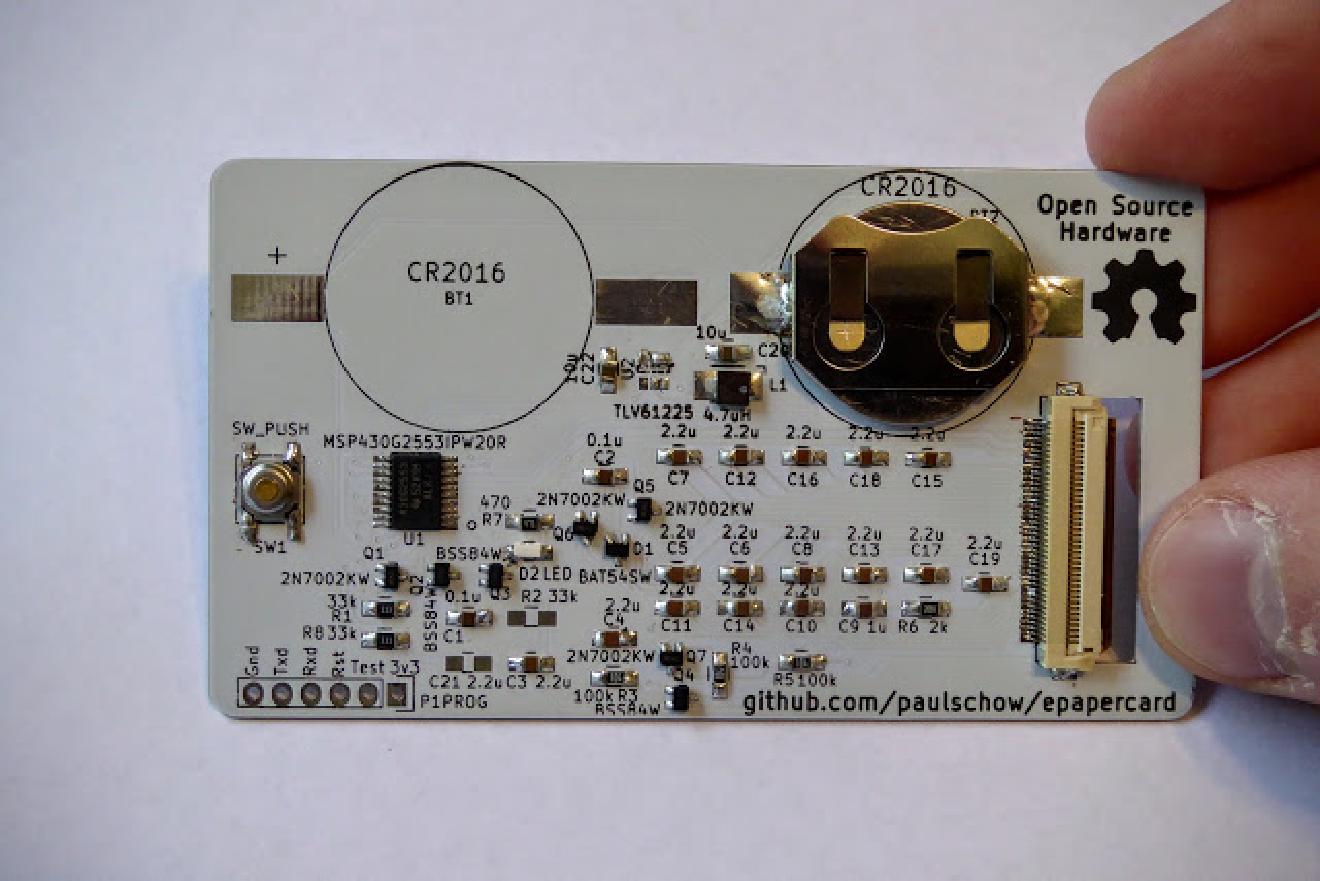 CR2016
Open Source
Hardware
+
CR2016
BT1
10u
C22
U2
L1
TLV61225
4.7uH
SW_PUSH
MSP430G2553IPW20R
0.1u
C2
2.2u
C7
2.2u
C12
2.2u
C16
2.2u
C18
2.2u
C15
470
R7
2N7002KW
Q6
Q5
2N7002KW
SW1
U1
D1
BAT54SW
2.2u
C5
2.2u
C6
2.2u
C8
2.2u
C13
2.2u
C17
2.2u
C19
Q1
2N7002KW
BSS84W
Q2
BSS84W
Q3
D2 LED
33k
R1
R8 33k
0.1u
C1
R2 33k
2.2u
C4
2.2u
C11
2.2u
C14
2.2u
C10
C9 1u
R6 2k
2N7002KW
Q7
Q4
R4
100k
R5 100k
C21 2.2u
C3 2.2u
100k R3
BSS84W
Gnd
Txd
Rxd
Rst
Test
3v3
P1PROG
github.com/paulschow/epapercard